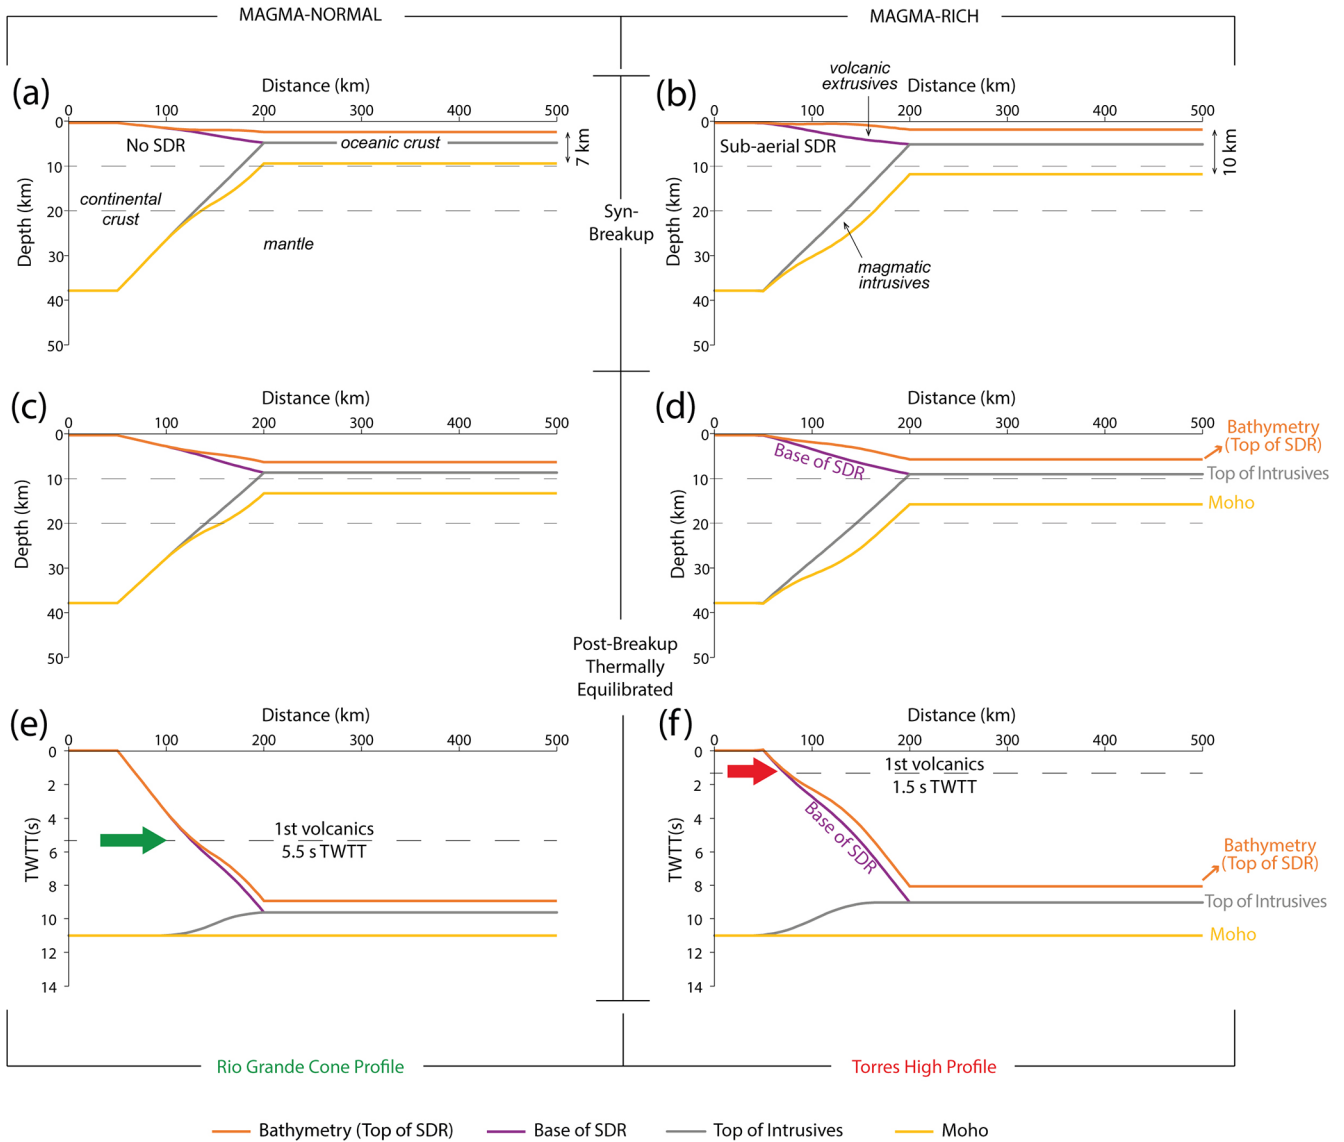 MAGMA-NORMAL
MAGMA-RICH
(a)
Distance (km)
0 100 200 300 400 500
0
10
20
30
40
50
Depth (km)
No SDR
oceanic crust
7 km
continental
crust
mantle
Syn-
Breakup
(b)
volcanic
extrusives
Distance (km)
0 100 200 300 400 500
0
10
20
30
40
50
Depth (km)
Sub-aerial SDR
10 km
magmatic
intrusives
(c)
Distance (km)
0 100 200 300 400 500
0
10
20
30
40
50
Depth (km)
(d)
Distance (km)
0 100 200 300 400 500
0
10
20
30
40
50
Depth (km)
Base of SDR
Bathymetry
(Top of SDR)
Top of Intrusives
Moho
Post-Breakup
Thermally
Equilibrated
(e)
Distance (km)
0 100 200 300 400 500
0
2
4
6
8
10
12
14
TWTT(s)
1st volcanics
5.5 s TWTT
(f)
Distance (km)
0 100 200 300 400 500
0
2
4
6
8
10
12
14
TWTT(s)
1st volcanics
1.5 s TWTT
Base of SDR
Bathymetry
(Top of SDR)
Top of Intrusives
Moho
Rio Grande Cone Profile
Torres High Profile
Bathymetry (Top of SDR)
Base of SDR
Top of Intrusives
Moho